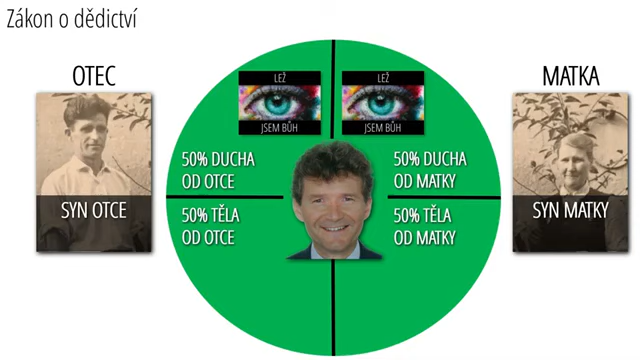 Zákon o dědictví
OTEC
MATKA
LEŽ
JSEM BŮH
LEŽ
JSEM BŮH
50% DUCHA
OD OTCE
50% DUCHA
OD MATKY
SYN OTCE
50% TĚLA
OD OTCE
50% TĚLA
OD MATKY
SYN MATKY